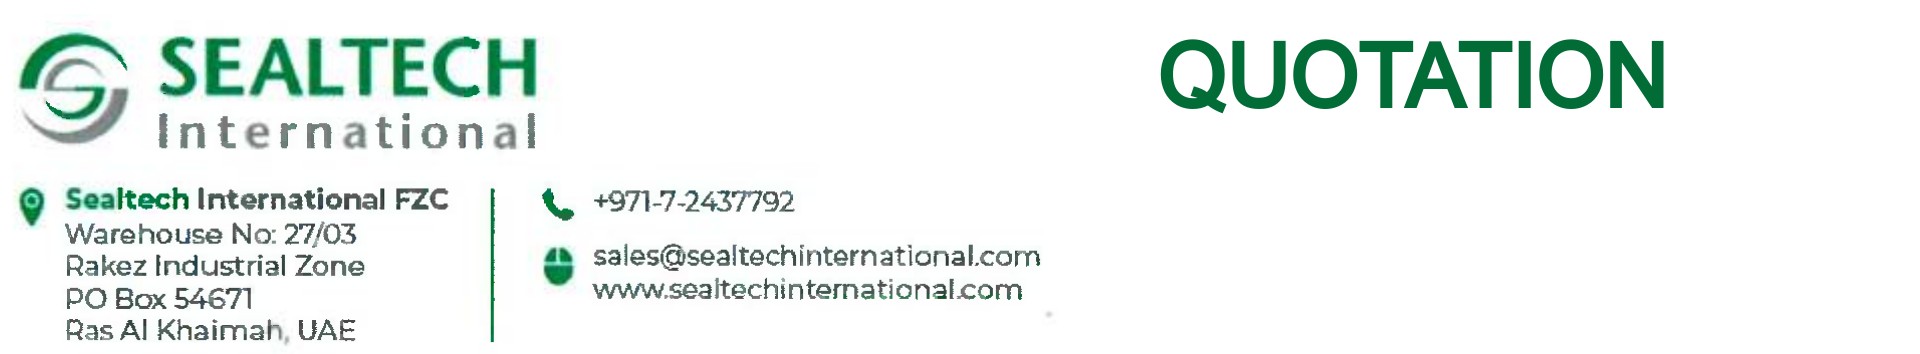 SEALTECH
International
QUOTATION
Sealtech International FZC
Warehouse No: 27/03
Rakez Industrial Zone
PO Box 54671
Ras Al Khaimah, UAE
+971-7-2437792
sales@sealtechinternational.com
www.sealtechinternational.com